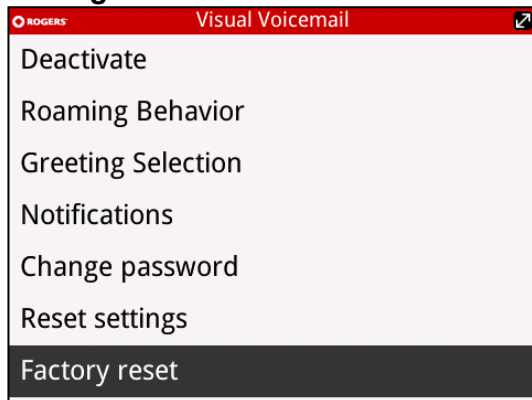 ROGERS Visual Voicemail
Deactivate
Roaming Behavior
Greeting Selection
Notifications
Change password
Reset settings
Factory reset